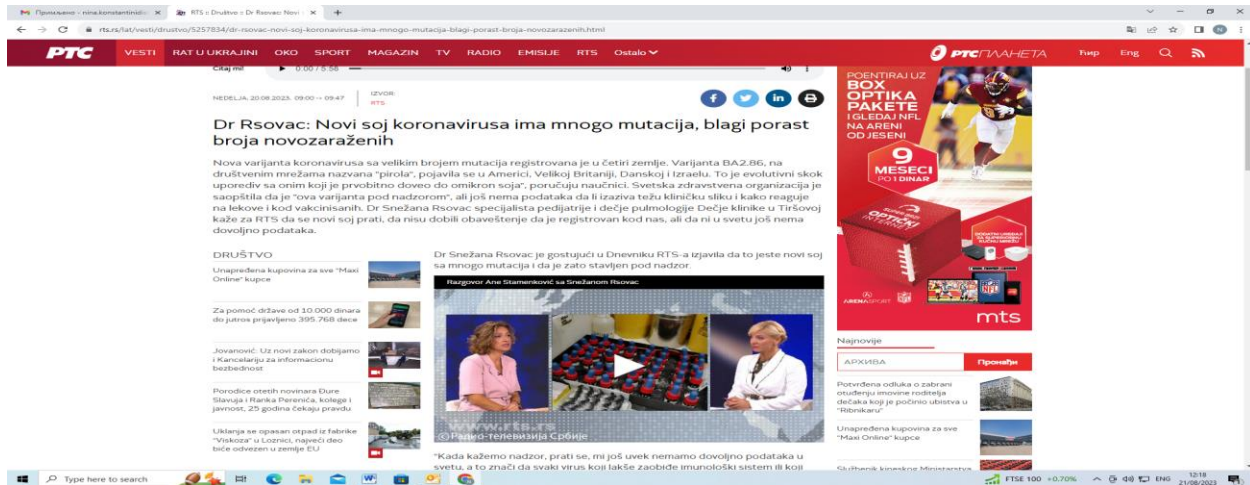 Примљено - nina.konstantinidi
RTS :: Društvo :: Dr Rsovac: Novi
rts.rs/lat/vesti/drustvo/5257834/dr-rsovac-novi-soj-koronavirusa-ima-mnogo-mutacija-blagi-porast-broja-novozarazenih.html
РТС VESTI RAT U UKRAJINI OKO SPORT MAGAZIN TV RADIO EMISIJE RTS Ostalo РТС ПЛАНЕТА Ћир Eng
Čitaj mi!
0:00 / 5:58
NEDELJA, 20.08.2023, 09:00 -> 09:47
IZVOR:
RTS
Dr Rsovac: Novi soj koronavirusa ima mnogo mutacija, blagi porast
broja novozaraženih
Nova varijanta koronavirusa sa velikim brojem mutacija registrovana je u četiri zemlje. Varijanta BA2.86, na
društvenim mrežama nazvana "pirola", pojavila se u Americi, Velikoj Britaniji, Danskoj i Izraelu. To je evolutivni skok
uporediv sa onim koji je prvobitno doveo do omikron soja", poručuju naučnici. Svetska zdravstvena organizacija je
saopštila da je "ova varijanta pod nadzorom", ali još nema podataka da li izaziva težu kliničku sliku i kako reaguje
na lekove i kod vakcinisanih. Dr Snežana Rsovac specijalista pedijatrije i dečje pulmologije Dečje klinike u Tiršovoj
kaže za RTS da se novi soj prati, da nisu dobili obaveštenje da je registrovan kod nas, ali da ni u svetu još nema
dovoljno podataka.
DRUŠTVO
Unapređena kupovina za sve "Maxi
Online" kupce
Za pomoć države od 10.000 dinara
do jutros prijavljeno 395.768 dece
Jovanović: Uz novi zakon dobijamo
i Kancelariju za informacionu
bezbednost
Porodice otetih novinara Đure
Slavuja i Ranka Perenića, kolege i
javnost, 25 godina čekaju pravdu
Uklanja se opasan otpad iz fabrike
"Viskoza" u Loznici, najveći deo
biće odvezen u zemlje EU
Dr Snežana Rsovac je gostujući u Dnevniku RTS-a izjavila da to jeste novi soj
sa mnogo mutacija i da je zato stavljen pod nadzor.
Razgovor Ane Stamenković sa Snežanom Rsovac
www.rts.rs
© Радио-телевизија Србије
"Kada kažemo nadzor, prati se, mi još uvek nemamo dovoljno podataka u
svetu, a to znači da svaki virus koji lakše zaobiđe imunološki sistem ili koji
POENTIRAJ UZ
BOX
OPTIKA
PAKETE
I GLEDAJ NFL
NA ARENI
OD JESENI
9
MESECI
PO 1 DINAR
OPTIČKI
INTERNET
ARENASPORT
NFL
mts
Najnovije
АРХИВА
Пронађи
Potvrđena odluka o zabrani
otuđenju imovine roditelja
dečaka koji je počinio ubistva u
"Ribnikaru"
Unapređena kupovina za sve
"Maxi Online" kupce
Službenik kineskog Ministarstva
Type here to search
FTSE 100 +0.70%
ENG
12:18
21/08/2023